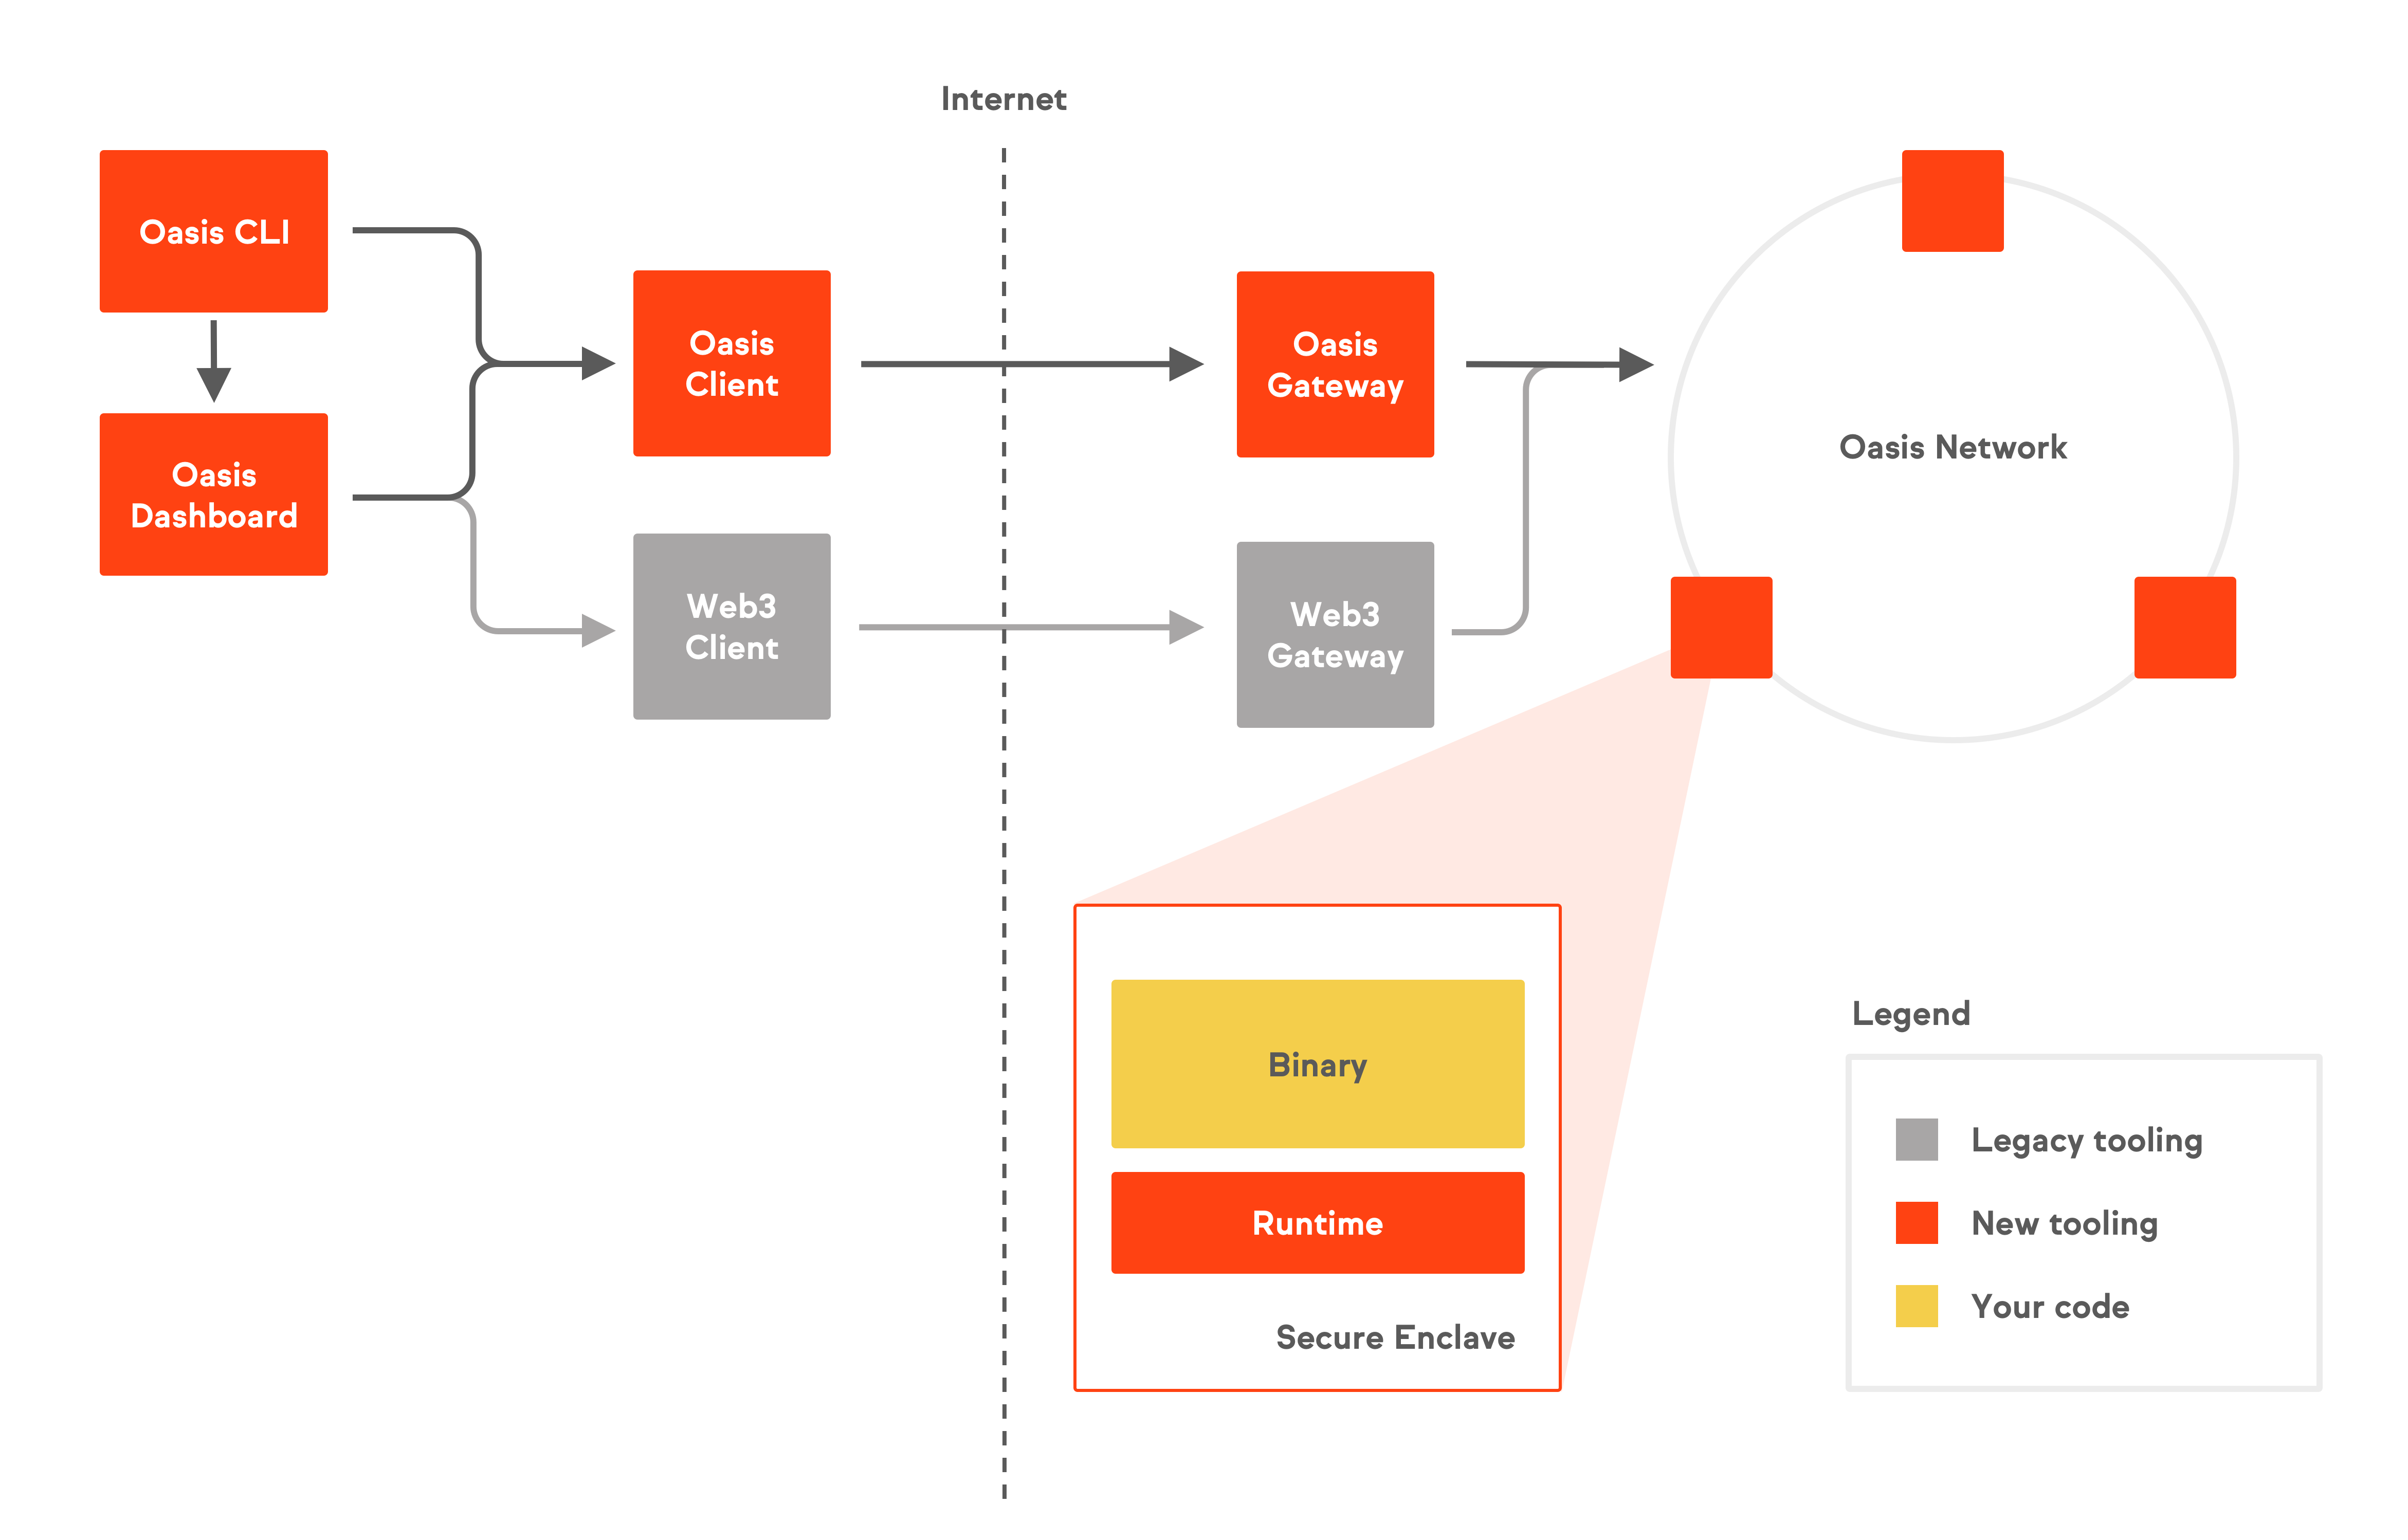 Internet
Oasis CLI
Oasis
Dashboard
Oasis
Client
Web3
Client
Oasis
Gateway
Web3
Gateway
Oasis Network
Binary
Runtime
Secure Enclave
Legend
Legacy tooling
New tooling
Your code